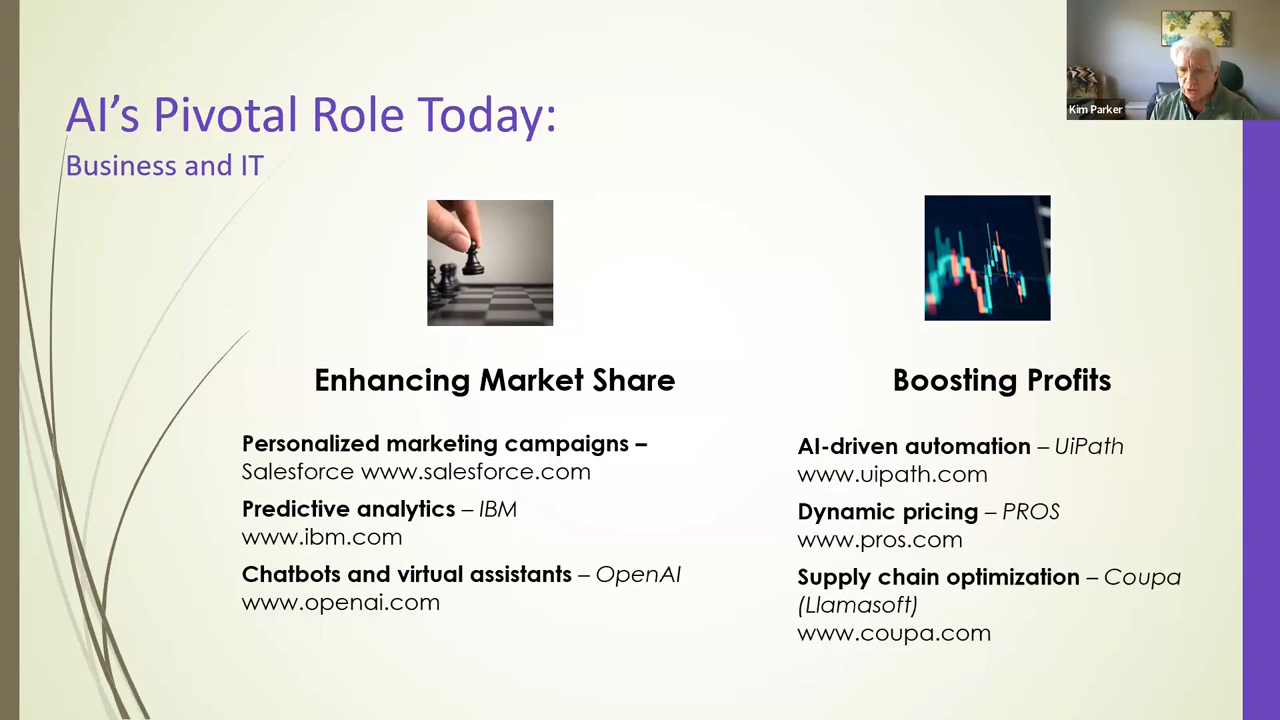 AI's Pivotal Role Today:
Business and IT
Kim Parker
Enhancing Market Share
Personalized marketing campaigns –
Salesforce www.salesforce.com
Predictive analytics – IBM
www.ibm.com
Chatbots and virtual assistants – OpenAI
www.openai.com
Boosting Profits
AI-driven automation – UiPath
www.uipath.com
Dynamic pricing – PROS
www.pros.com
Supply chain optimization – Coupa
(Llamasoft)
www.coupa.com